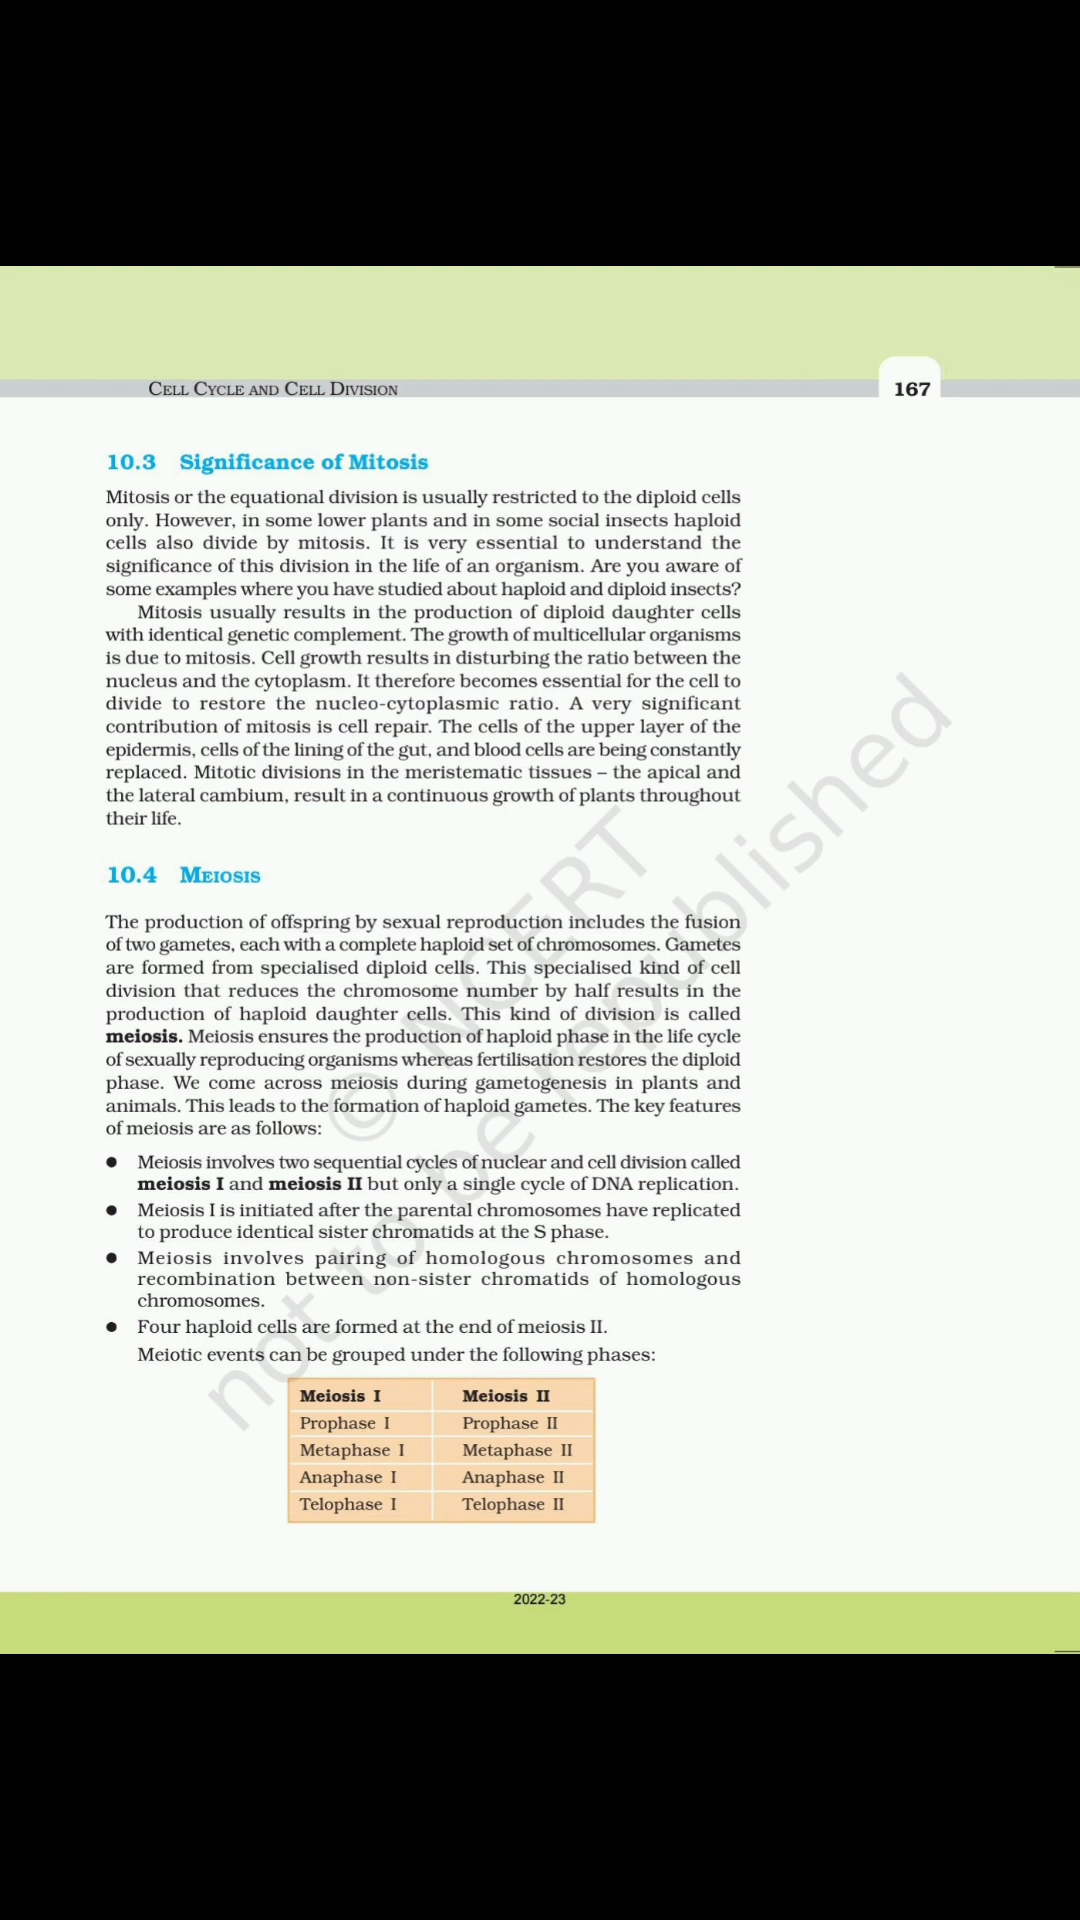 CELL CYCLE AND CELL DIVISION
167
10.3 Significance of Mitosis
Mitosis or the equational division is usually restricted to the diploid cells
only. However, in some lower plants and in some social insects haploid
cells also divide by mitosis. It is very essential to understand the
significance of this division in the life of an organism. Are you aware of
some examples where you have studied about haploid and diploid insects?
Mitosis usually results in the production of diploid daughter cells
with identical genetic complement. The growth of multicellular organisms
is due to mitosis. Cell growth results in disturbing the ratio between the
nucleus and the cytoplasm. It therefore becomes essential for the cell to
divide to restore the nucleo-cytoplasmic ratio. A very significant
contribution of mitosis is cell repair. The cells of the upper layer of the
epidermis, cells of the lining of the gut, and blood cells are being constantly
replaced. Mitotic divisions in the meristematic tissues – the apical and
the lateral cambium, result in a continuous growth of plants throughout
their life.
10.4 MEIOSIS
The production of offspring by sexual reproduction includes the fusion
of two gametes, each with a complete haploid set of chromosomes. Gametes
are formed from specialised diploid cells. This specialised kind of cell
division that reduces the chromosome number by half results in the
production of haploid daughter cells. This kind of division is called
meiosis. Meiosis ensures the production of haploid phase in the life cycle
of sexually reproducing organisms whereas fertilisation restores the diploid
phase. We come across meiosis during gametogenesis in plants and
animals. This leads to the formation of haploid gametes. The key features
of meiosis are as follows:
● Meiosis involves two sequential cycles of nuclear and cell division called
meiosis I and meiosis II but only a single cycle of DNA replication.
● Meiosis I is initiated after the parental chromosomes have replicated
to produce identical sister chromatids at the S phase.
● Meiosis involves pairing of homologous chromosomes and
recombination between non-sister chromatids of homologous
chromosomes.
● Four haploid cells are formed at the end of meiosis II.
Meiotic events can be grouped under the following phases:
Meiosis I Meiosis II
Prophase I Prophase II
Metaphase I Metaphase II
Anaphase I Anaphase II
Telophase I Telophase II
© NCERT
not to be republished
2022-23